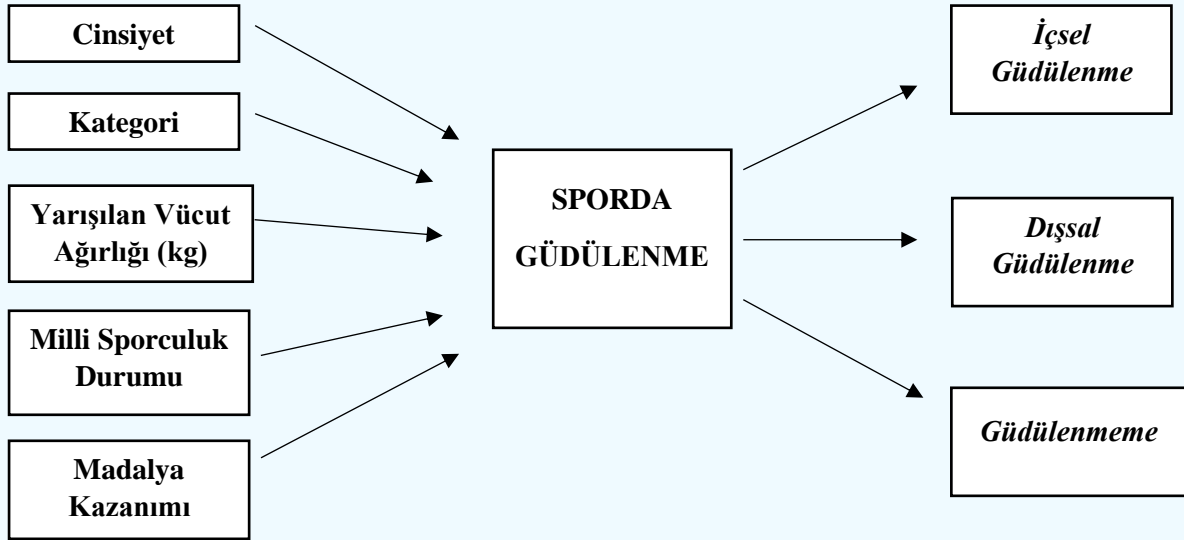 Cinsiyet
Kategori
Yarışılan Vücut
Ağırlığı (kg)
Milli Sporculuk
Durumu
Madalya
Kazanımı
SPORDA
GÜDÜLENME
İçsel
Güdülenme
Dışsal
Güdülenme
Güdülenmeme